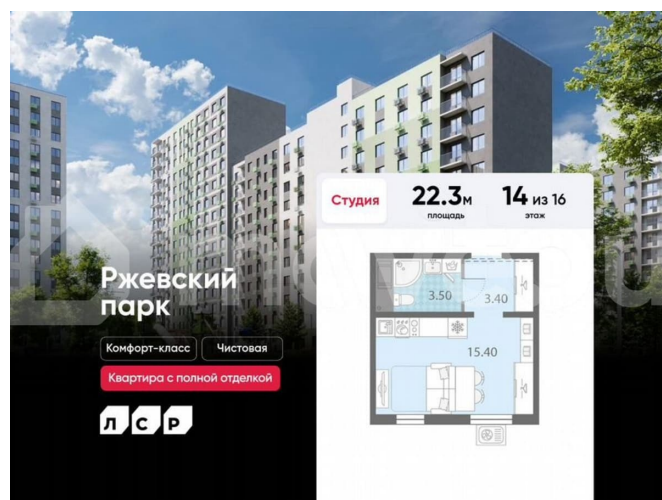 Студия
22.3м
площадь
14 из 16
этаж
3.50
3.40
15.40
Ржевский
парк
Комфорт-класс
Чистовая
Квартира с полной отделкой
ЛСР